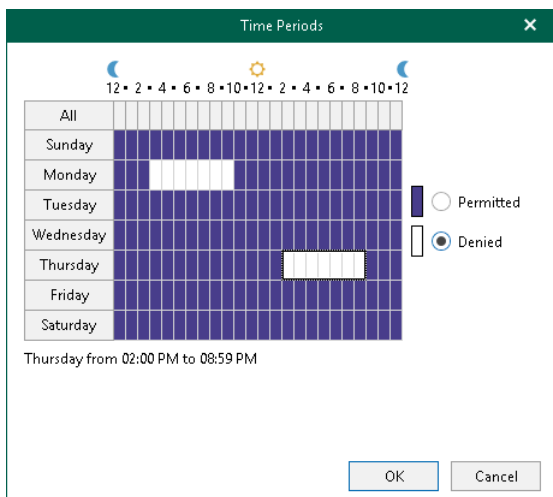 Time Periods
12 • 2 • 4 • 6 • 8 • 10 • 12 • 2 • 4 • 6 • 8 • 10 • 12
All
Sunday
Monday
Tuesday
Wednesday
Thursday
Friday
Saturday
Permitted
Denied
Thursday from 02:00 PM to 08:59 PM
OK Cancel